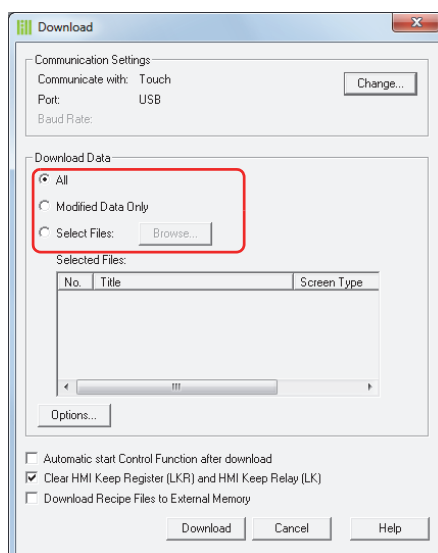 Download
Communication Settings
Communicate with: Touch
Change...
Port: USB
Baud Rate:
Download Data
All
Modified Data Only
Select Files: Browse...
Selected Files:
No. Title Screen Type
Options...
Automatic start Control Function after download
Clear HMI Keep Register (LKR) and HMI Keep Relay (LK)
Download Recipe Files to External Memory
Download Cancel Help